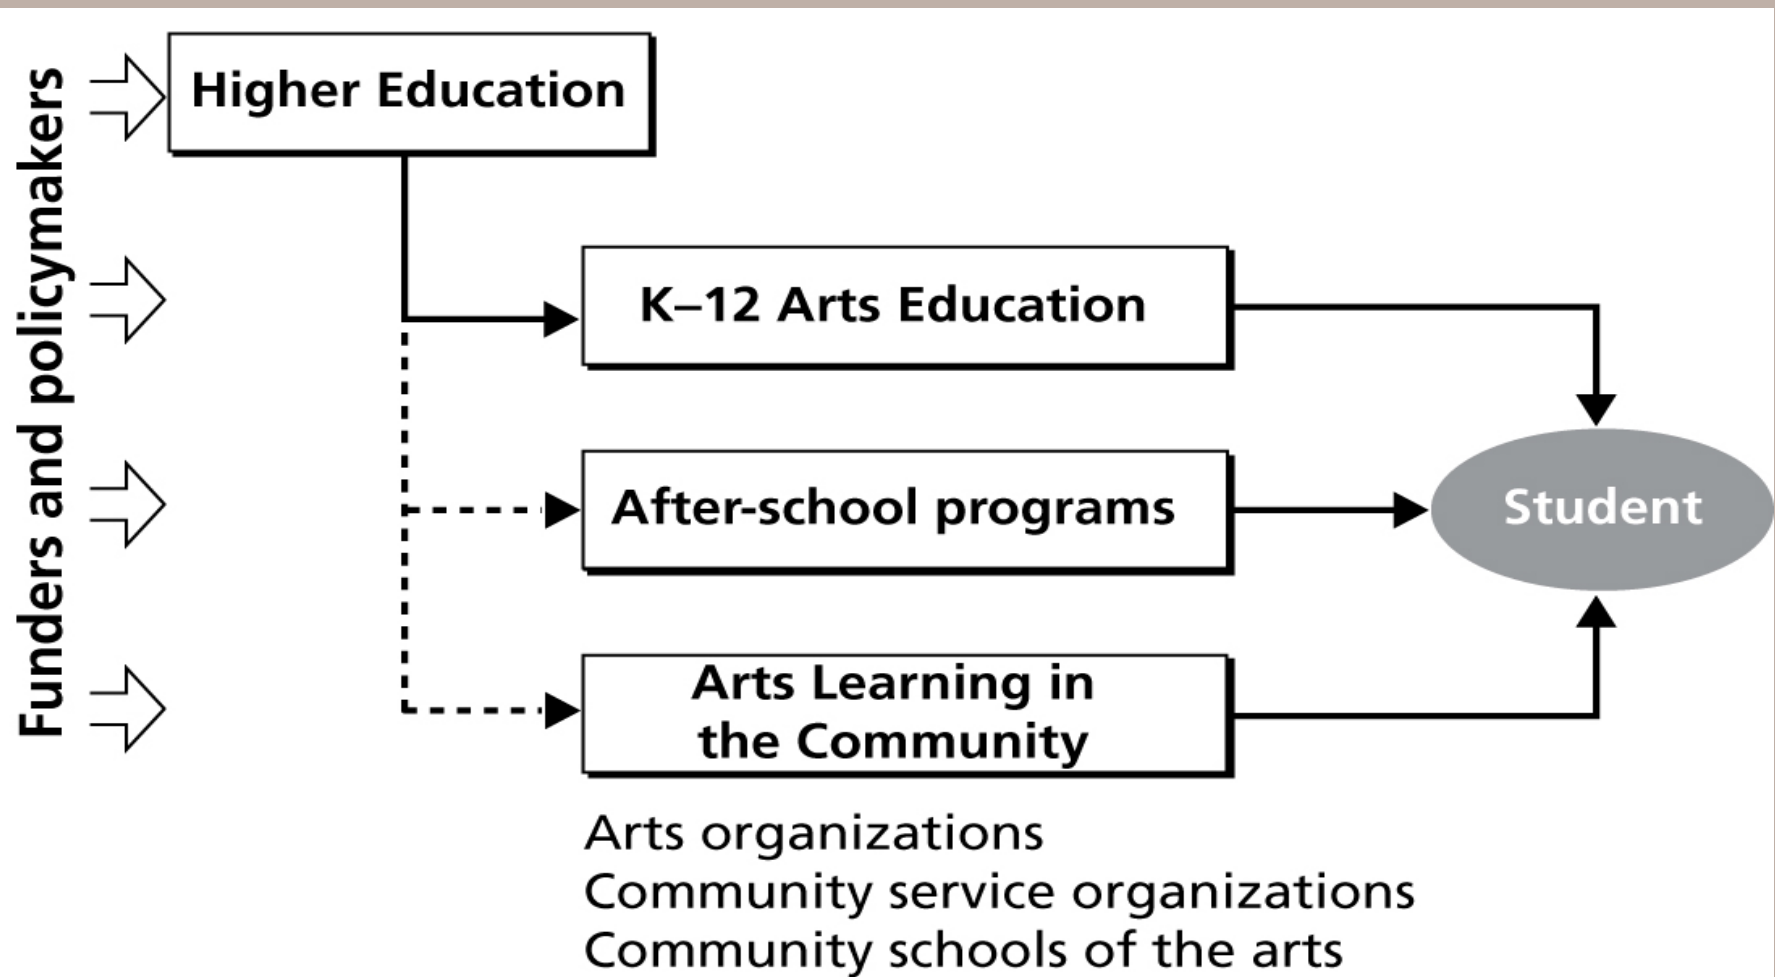 Funders and policymakers
Higher Education
K–12 Arts Education
After-school programs
Student
Arts Learning in
the Community
Arts organizations
Community service organizations
Community schools of the arts